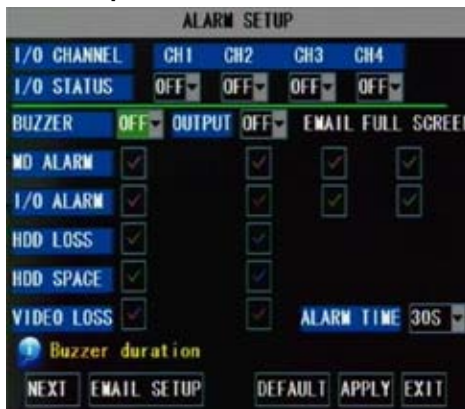 ALARM SETUP
I/O CHANNEL CH1 CH2 CH3 CH4
I/O STATUS OFF OFF OFF OFF
BUZZER OFF OUTPUT OFF EMAIL FULL SCREE
MD ALARM
I/O ALARM
HDD LOSS
HDD SPACE
VIDEO LOSS ALARM TIME 30S
Buzzer duration
NEXT EMAIL SETUP DEFAULT APPLY EXIT